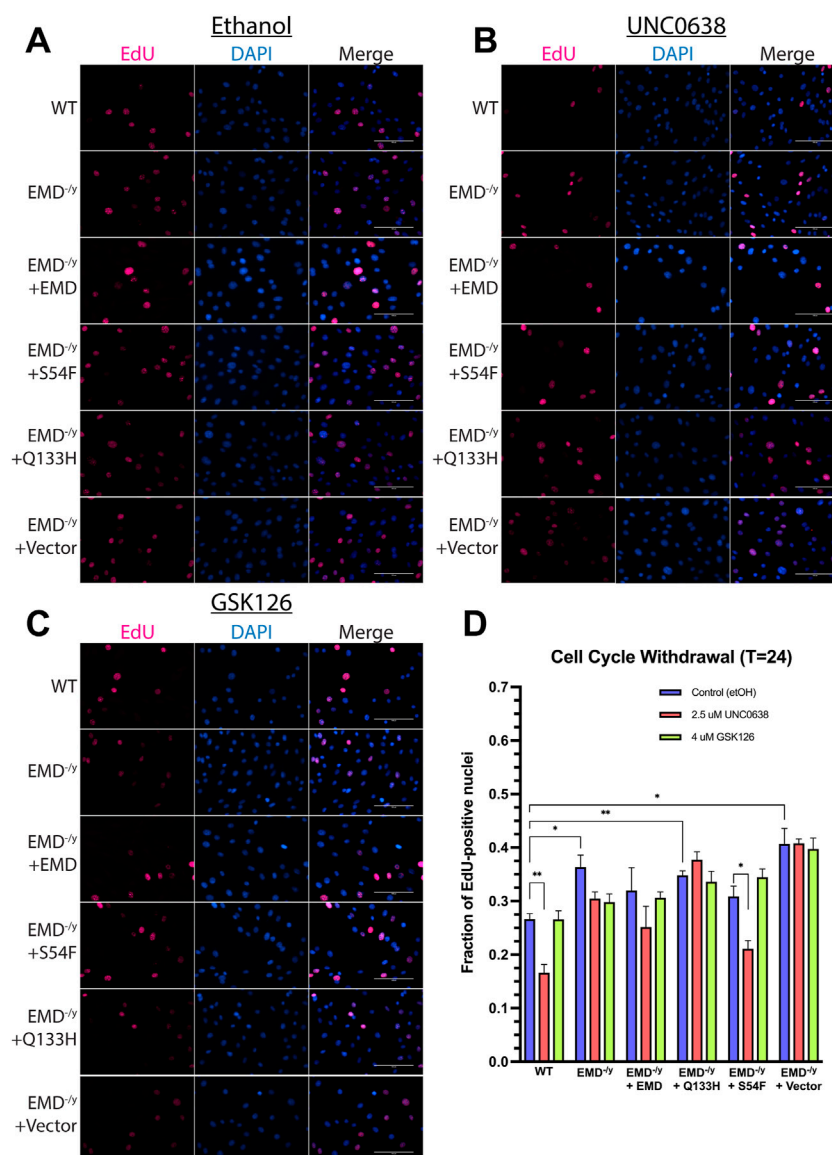 A
Ethanol
EdU DAPI Merge
WT
EMD-/y
EMD-/y
+EMD
EMD-/y
+S54F
EMD-/y
+Q133H
EMD-/y
+Vector
B
UNC0638
EdU DAPI Merge
WT
EMD-/y
EMD-/y
+EMD
EMD-/y
+S54F
EMD-/y
+Q133H
EMD-/y
+Vector
C
GSK126
EdU DAPI Merge
WT
EMD-/y
EMD-/y
+EMD
EMD-/y
+S54F
EMD-/y
+Q133H
EMD-/y
+Vector
D
Cell Cycle Withdrawal (T=24)
Fraction of EdU-positive nuclei
0.7
0.6
0.5
0.4
0.3
0.2
0.1
0.0
Control (etOH)
2.5 uM UNC0638
4 uM GSK126
*
**
*
**
*
WT
EMD-/y
EMD-/y
+ EMD
EMD-/y
+ Q133H
EMD-/y
+ S54F
EMD-/y
+ Vector